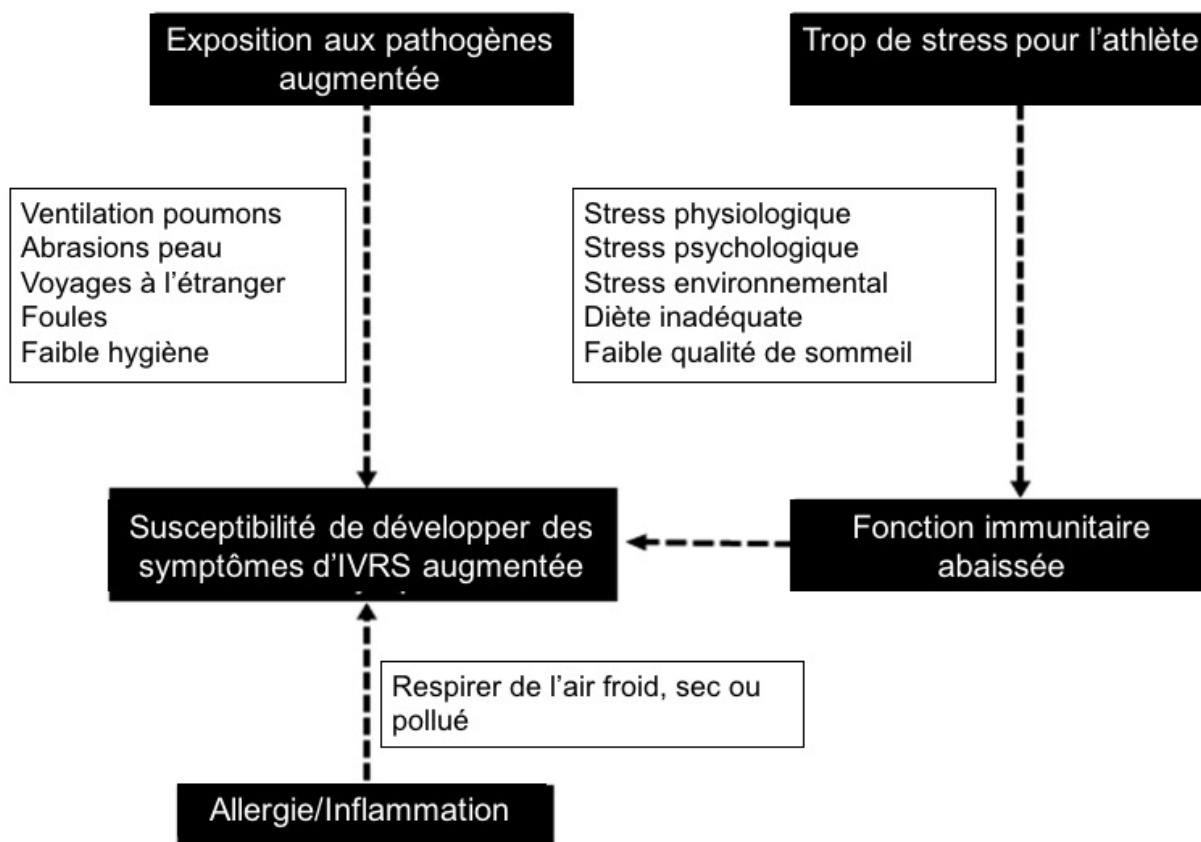 Exposition aux pathogènes
augmentée
Trop de stress pour l'athlète
Ventilation poumons
Abrasions peau
Voyages à l'étranger
Foules
Faible hygiène
Stress physiologique
Stress psychologique
Stress environnemental
Diète inadéquate
Faible qualité de sommeil
Susceptibilité de développer des
symptômes d'IVRS augmentée
Fonction immunitaire
abaissée
Respirer de l'air froid, sec ou
pollué
Allergie/Inflammation